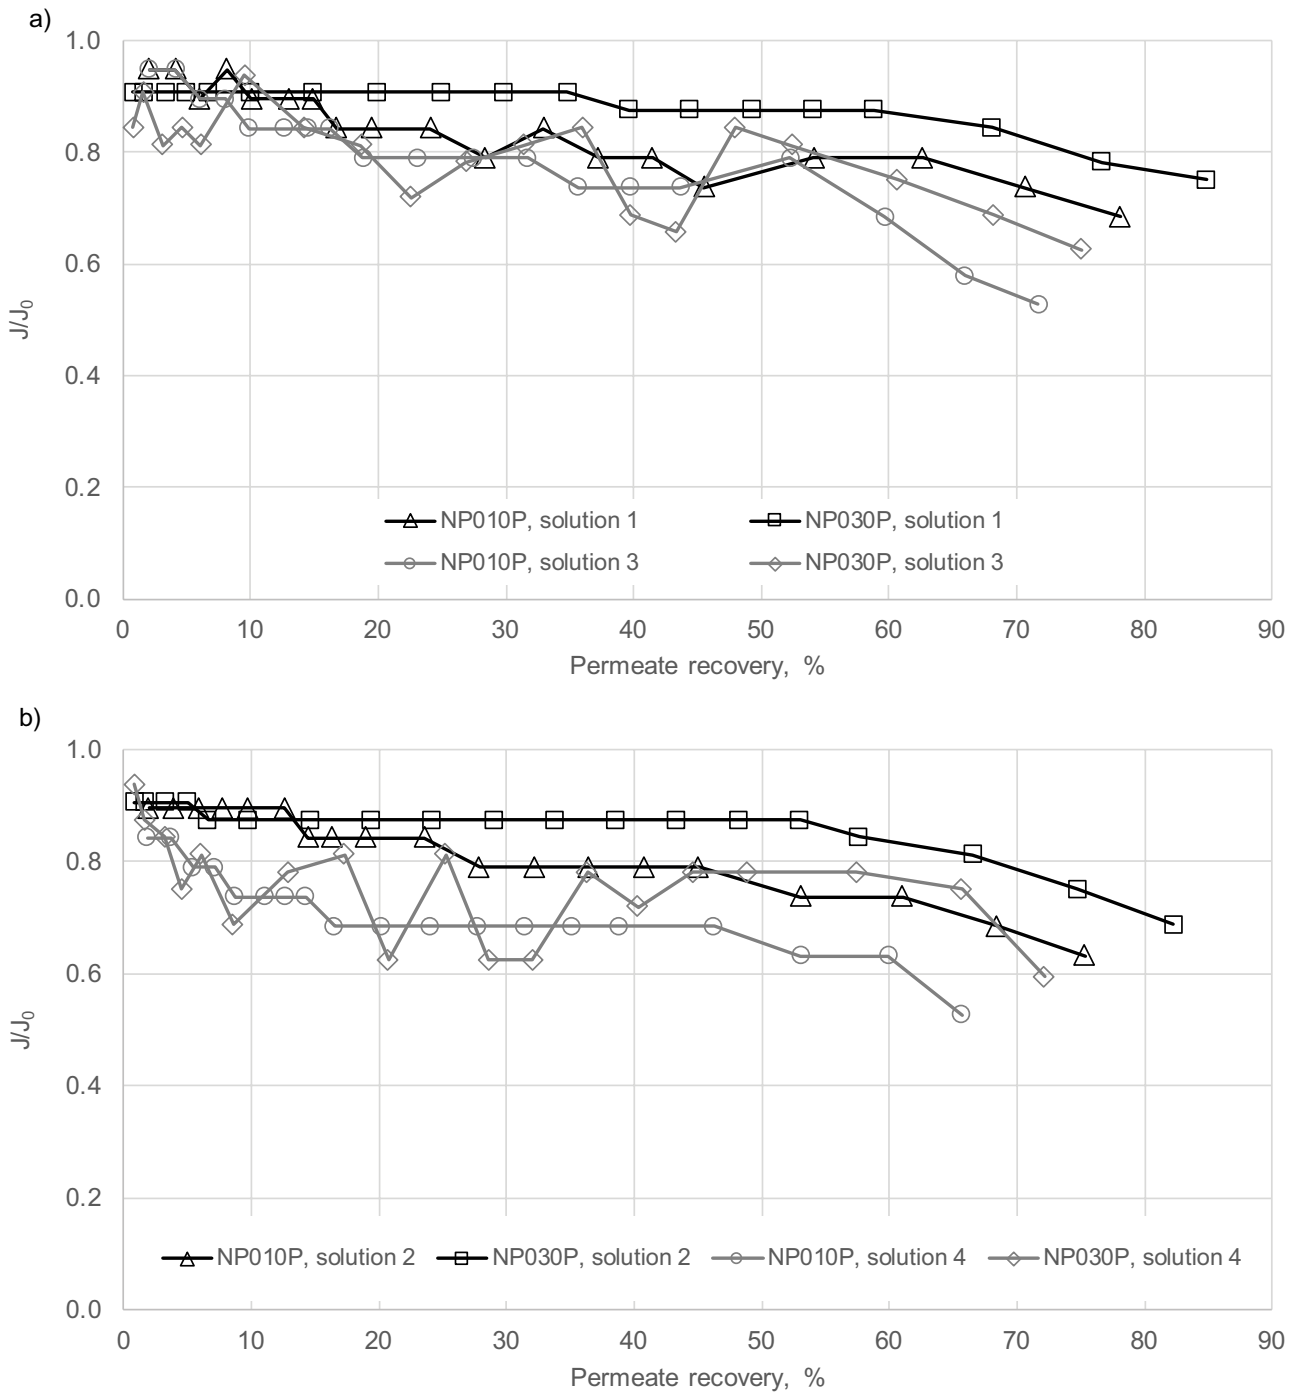 a)
1.0
0.8
0.6
0.4
0.2
0.0
J/J0
NP010P, solution 1
NP030P, solution 1
NP010P, solution 3
NP030P, solution 3
0 10 20 30 40 50 60 70 80 90
Permeate recovery, %
b)
1.0
0.8
0.6
0.4
0.2
0.0
J/J0
NP010P, solution 2 NP030P, solution 2 NP010P, solution 4 NP030P, solution 4
0 10 20 30 40 50 60 70 80 90
Permeate recovery, %